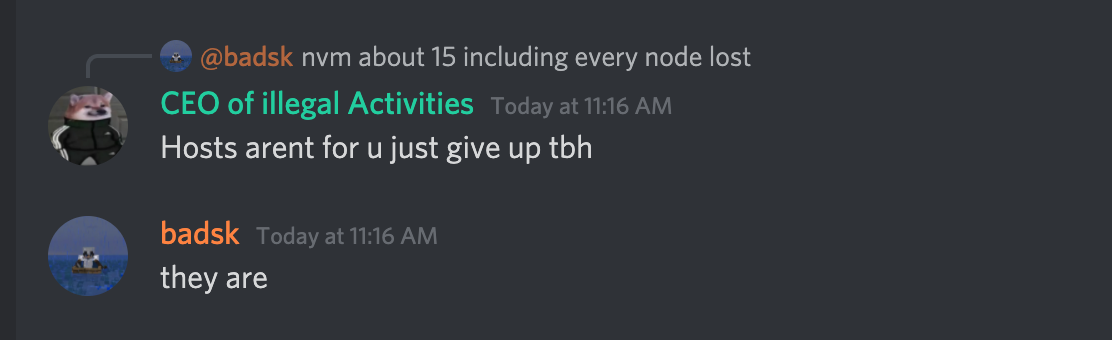 @badsk nvm about 15 including every node lost
CEO of illegal Activities Today at 11:16 AM
Hosts arent for u just give up tbh
badsk Today at 11:16 AM
they are